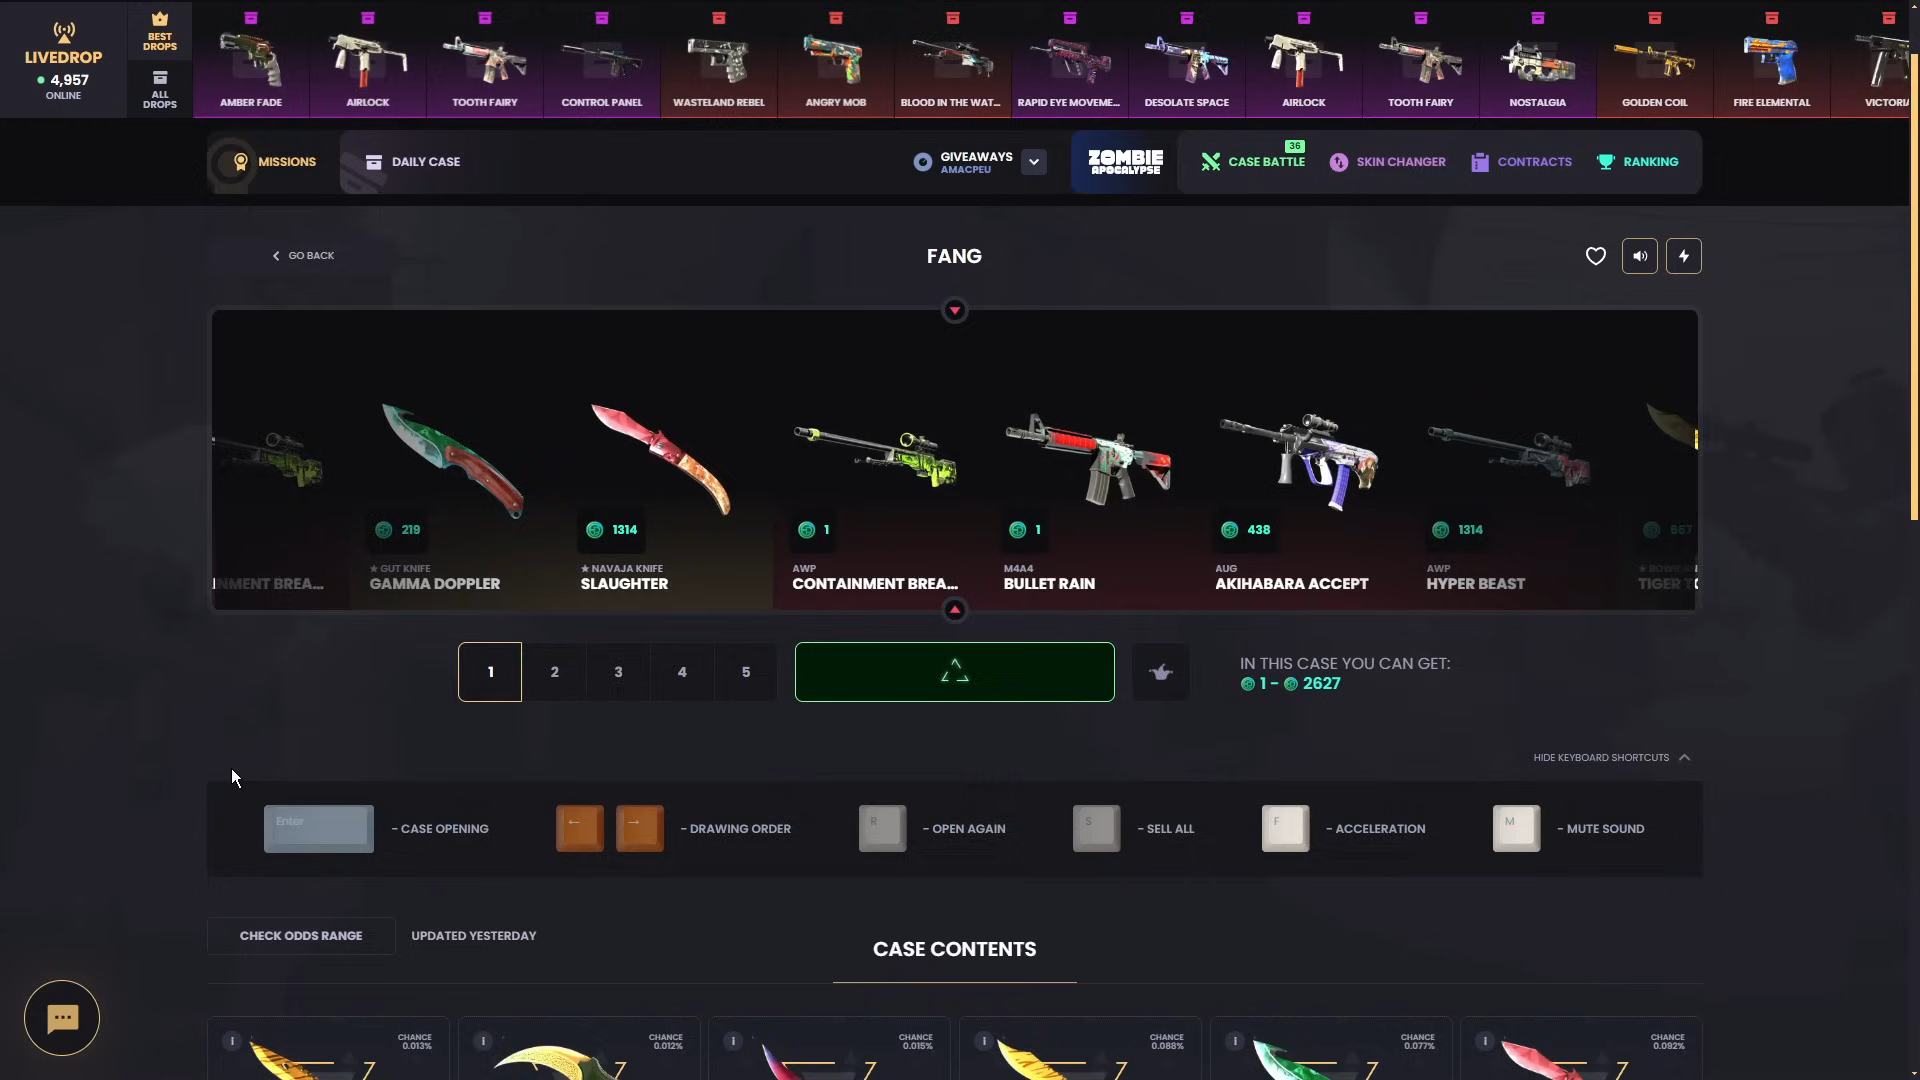 LIVEDROP
4,957
ONLINE
BEST
DROPS
ALL
DROPS
AMBER FADE
AIRLOCK
TOOTH FAIRY
CONTROL PANEL
WASTELAND REBEL
ANGRY MOB
BLOOD IN THE WAT...
RAPID EYE MOVEME...
DESOLATE SPACE
AIRLOCK
TOOTH FAIRY
NOSTALGIA
GOLDEN COIL
FIRE ELEMENTAL
VICTORIA
MISSIONS
DAILY CASE
GIVEAWAYS
AMACPEU
ZOMBIE
APOCALYPSE
36
CASE BATTLE
SKIN CHANGER
CONTRACTS
RANKING
GO BACK
FANG
NMENT BREA...
219
★ GUT KNIFE
GAMMA DOPPLER
1314
★ NAVAJA KNIFE
SLAUGHTER
1
AWP
CONTAINMENT BREA...
1
M4A4
BULLET RAIN
438
AUG
AKIHABARA ACCEPT
1314
AWP
HYPER BEAST
667
TIGER TO
1
2
3
4
5
IN THIS CASE YOU CAN GET:
1 - 2627
HIDE KEYBOARD SHORTCUTS
Enter
- CASE OPENING
←
→
- DRAWING ORDER
R
- OPEN AGAIN
S
- SELL ALL
F
- ACCELERATION
M
- MUTE SOUND
CHECK ODDS RANGE
UPDATED YESTERDAY
CASE CONTENTS
CHANCE
0.013%
CHANCE
0.012%
CHANCE
0.015%
CHANCE
0.088%
CHANCE
0.077%
CHANCE
0.092%